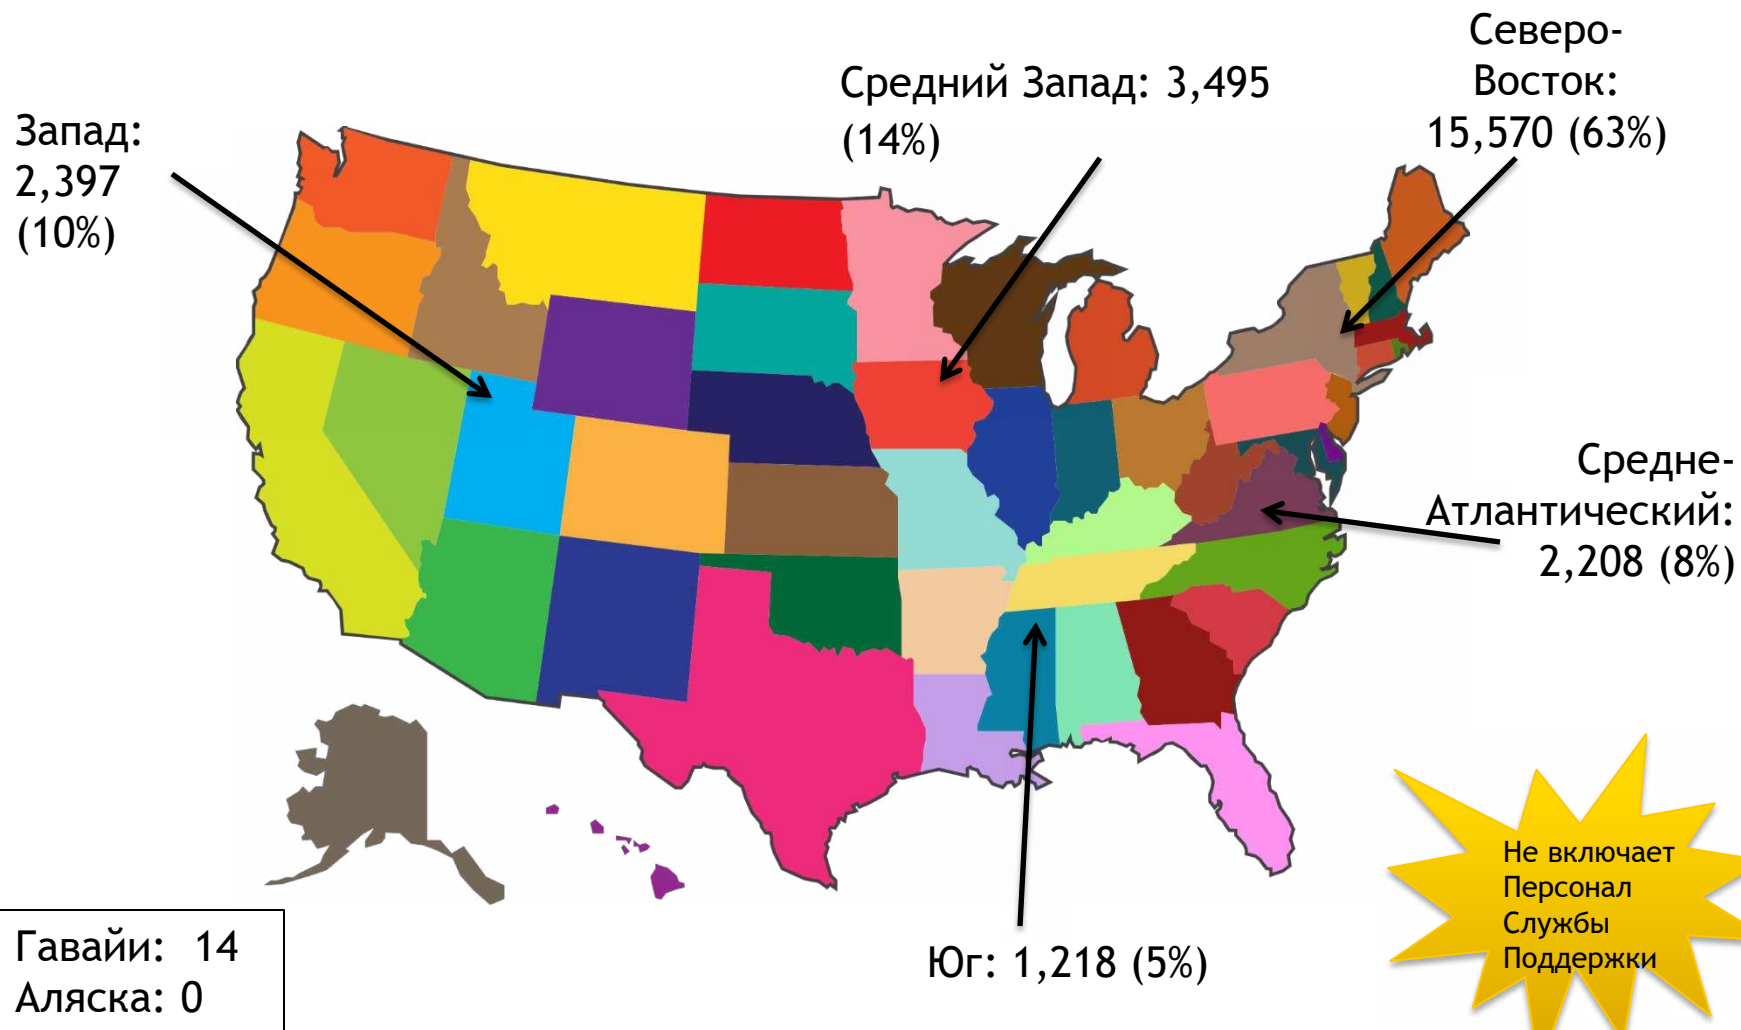 Северо-
Восток:
15,570 (63%)
Средний Запад: 3,495
(14%)
Запад:
2,397
(10%)
Средне-
Атлантический:
2,208 (8%)
Не включает
Персонал
Службы
Поддержки
Юг: 1,218 (5%)
Гавайи: 14
Аляска: 0